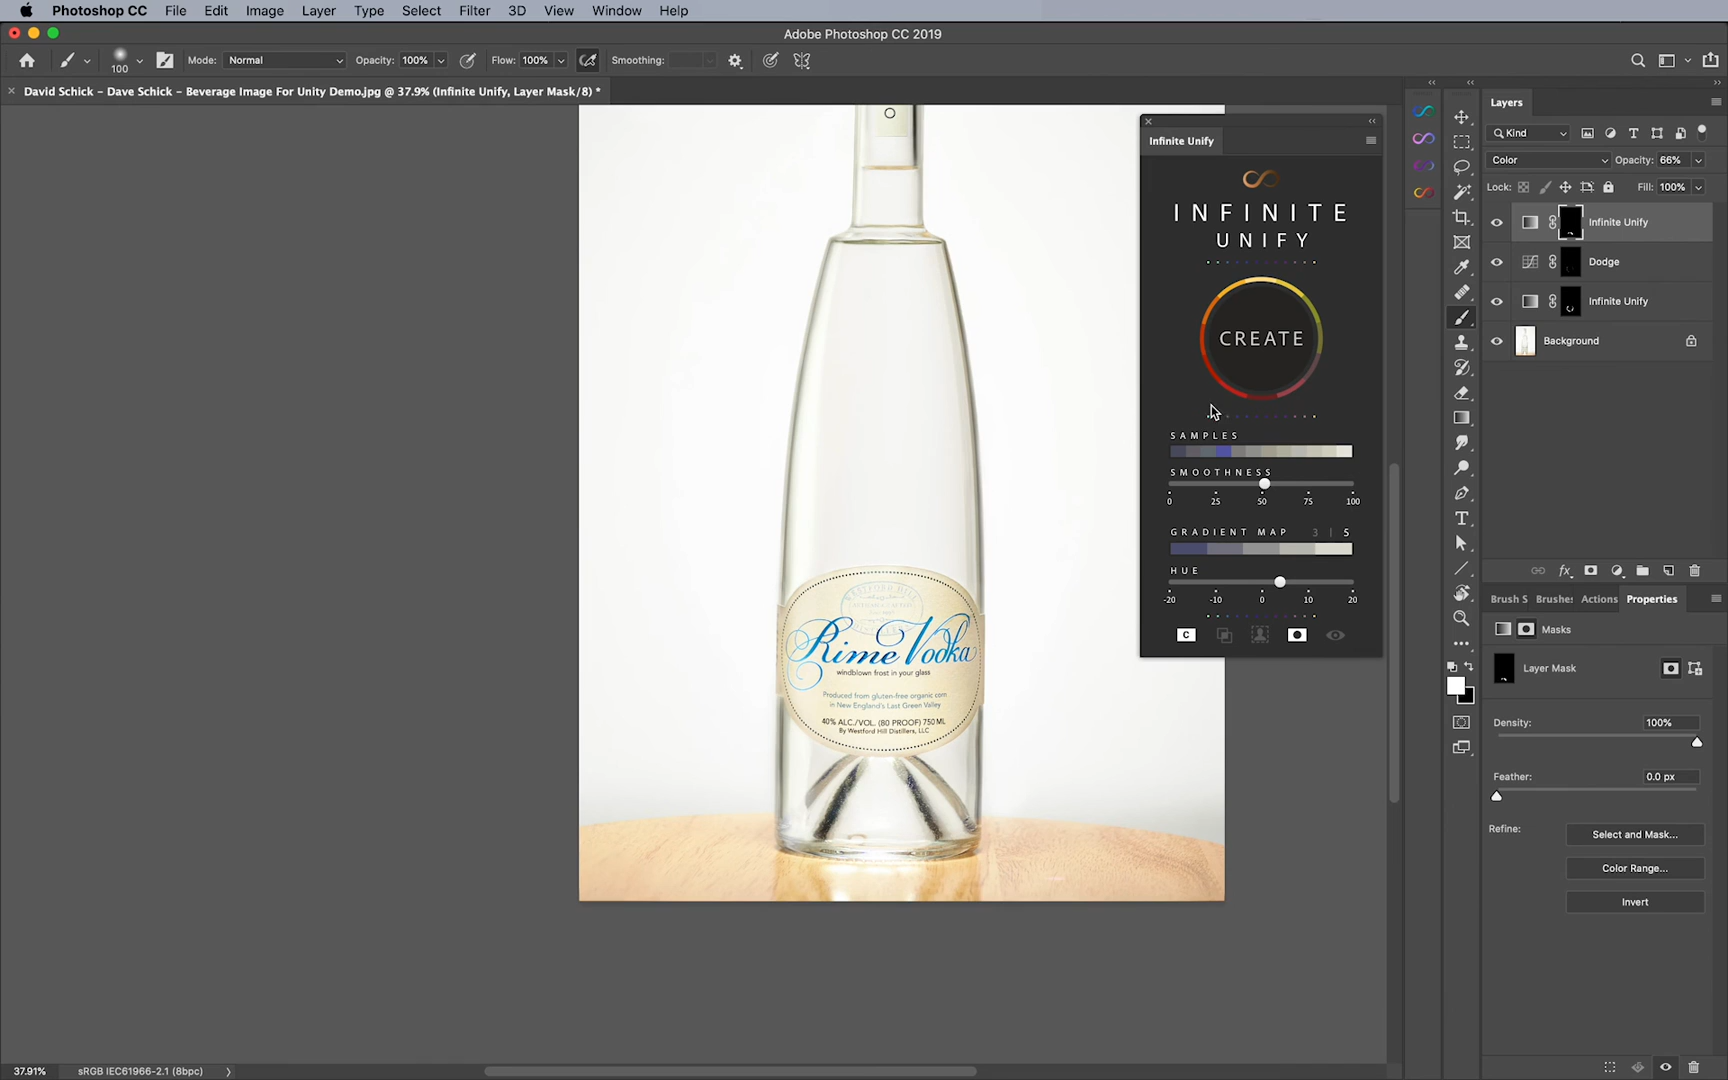 Photoshop CC File Edit Image Layer Type Select Filter 3D View Window Help
Adobe Photoshop CC 2019
100 Mode: Normal Opacity: 100% Flow: 100% Smoothing:
David Schick - Dave Schick - Beverage Image For Unity Demo.jpg @ 37.9% (Infinite Unify, Layer Mask/8) *
Infinite Unify
INFINITE
UNIFY
CREATE
SAMPLES
SMOOTHNESS
0 25 50 75 100
GRADIENT MAP 3 | 5
HUE
-20 -10 0 10 20
C
Layers
Kind
Color Opacity: 66%
Lock: Fill: 100%
Infinite Unify
Dodge
Infinite Unify
Background
fx
Brush S Brushes Actions Properties
Masks
Layer Mask
Density: 100%
Feather: 0.0 px
Refine: Select and Mask...
Color Range...
Invert
WESTFORD HILL
Rime Vodka
windblown frost in your glass
Produced from gluten-free organic corn
in New England's Last Green Valley
40% ALC./VOL. (80 PROOF) 750 ML
By Westford Hill Distillers, LLC
37.91% sRGB IEC61966-2.1 (8bpc)